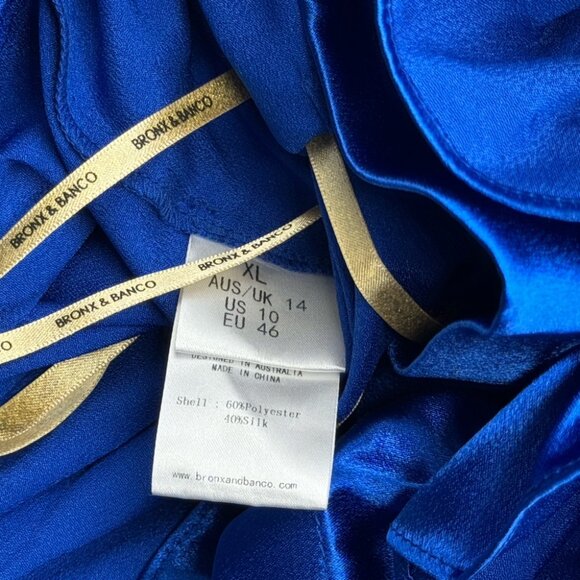 BRONX & BANCO
BRONX & BANCO
BRONX & BANCO
BRONX & BANCO
XL
AUS/UK 14
US 10
EU 46
DESIGNED IN AUSTRALIA
MADE IN CHINA
Shell : 60%Polyester
40%Silk
www.bronxandbanco.com